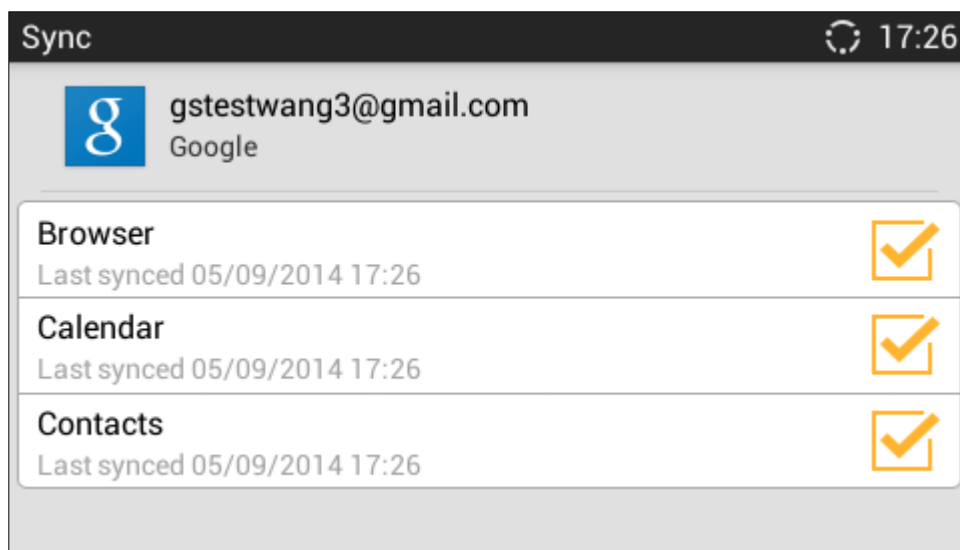 Sync 17:26
g
gstestwang3@gmail.com
Google
Browser
Last synced 05/09/2014 17:26
Calendar
Last synced 05/09/2014 17:26
Contacts
Last synced 05/09/2014 17:26